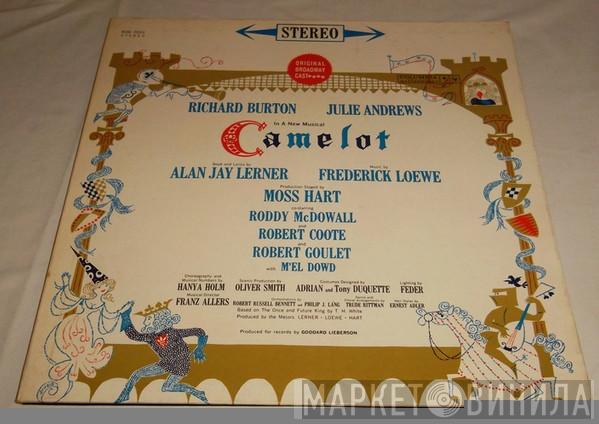 STEREO
ORIGINAL
BROADWAY
CAST
RICHARD BURTON JULIE ANDREWS
In A New Musical
Camelot
Book and Lyrics by Music by
ALAN JAY LERNER FREDERICK LOEWE
Production Staged by
MOSS HART
costarring
RODDY McDOWALL
and
ROBERT COOTE
and
ROBERT GOULET
with M'EL DOWD
Choreography and
Musical Numbers by Scenic Production by Costumes Designed by Lighting by
HANYA HOLM OLIVER SMITH ADRIAN and Tony DUQUETTE FEDER
Musical Director
FRANZ ALLERS ROBERT RUSSELL BENNETT and PHILIP J. LANG TRUDE RITTMAN ERNEST ADLER
Based on The Once and Future King by T. H. White
Produced by the Messrs. LERNER - LOEWE - HART
Produced for records by GODDARD LIEBERSON
МАРКЕТ ВИНИЛА